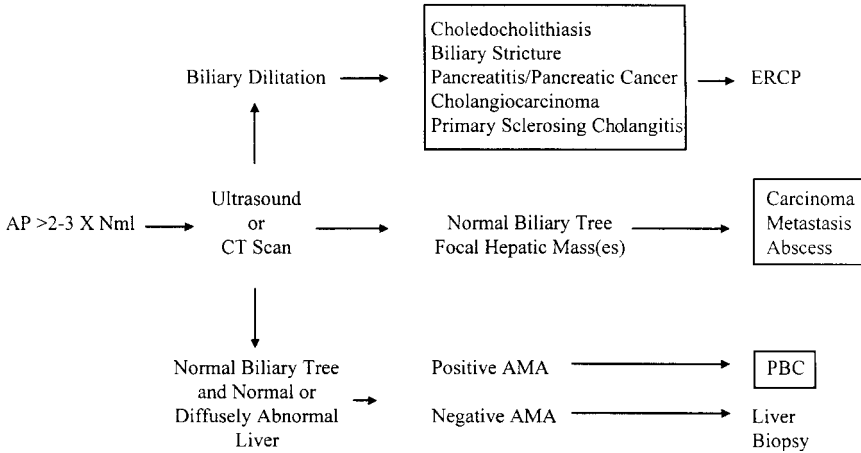 Choledocholithiasis
Biliary Stricture
Pancreatitis/Pancreatic Cancer
Cholangiocarcinoma
Primary Sclerosing Cholangitis
Biliary Dilitation
ERCP
AP >2-3 X Nml
Ultrasound
or
CT Scan
Normal Biliary Tree
Focal Hepatic Mass(es)
Carcinoma
Metastasis
Abscess
Normal Biliary Tree
and Normal or
Diffusely Abnormal
Liver
Positive AMA
PBC
Negative AMA
Liver
Biopsy